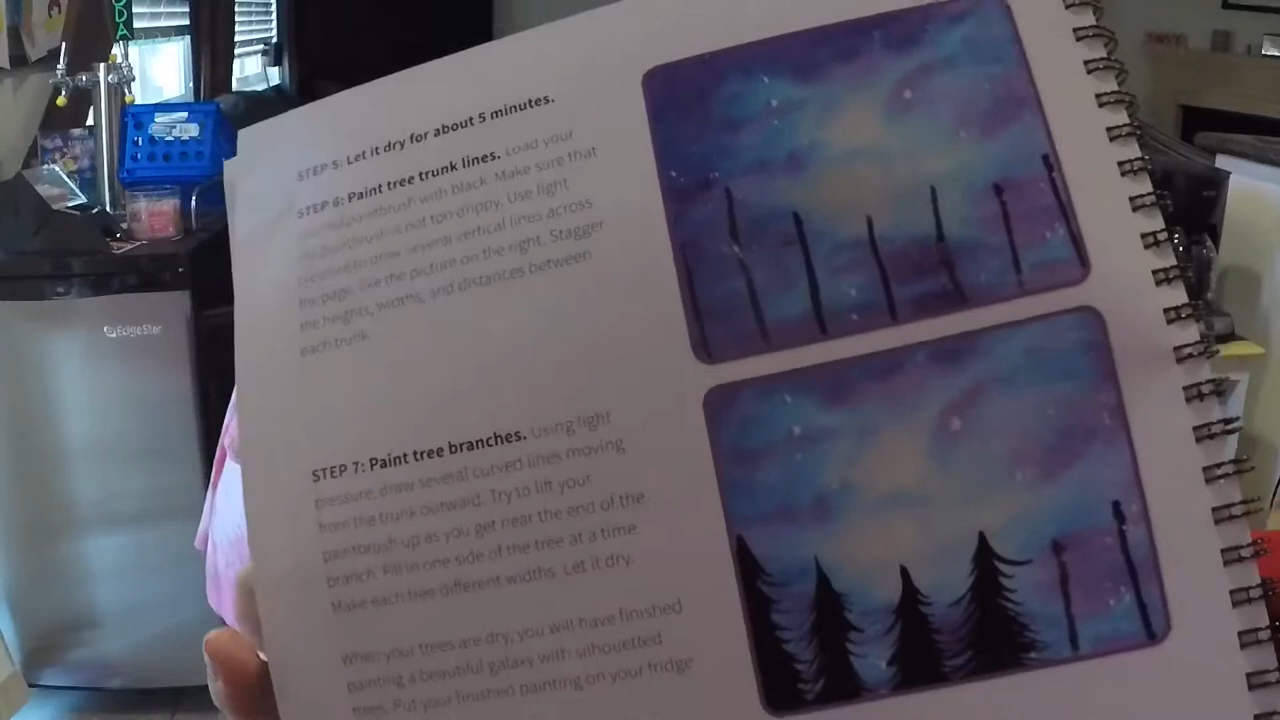 STEP 5: Let it dry for about 5 minutes.
STEP 6: Paint tree trunk lines. Load your
paintbrush with black. Make sure that
paintbrush is not too drippy. Use light
pressure to draw several vertical lines across
the page, like the picture on the right. Stagger
the heights, widths, and distances between
each trunk.
STEP 7: Paint tree branches. Using light
pressure, draw several curved lines moving
from the trunk outward. Try to lift your
paintbrush up as you get near the end of the
branch. Fill in one side of the tree at a time.
Make each tree different widths. Let it dry.
When your trees are dry, you will have finished
painting a beautiful galaxy with silhouetted
trees. Put your finished painting on your fridge
EdgeStar